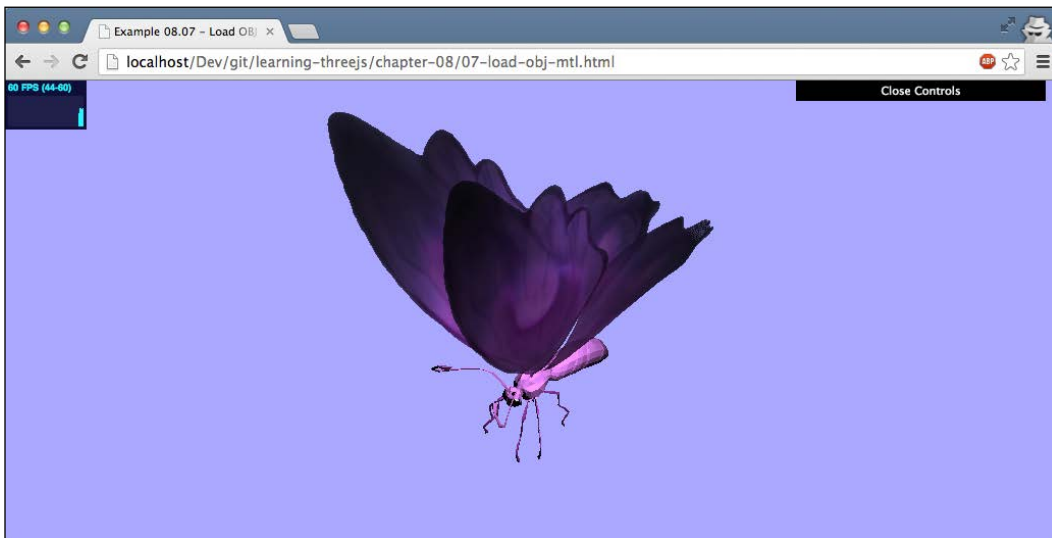 Example 08.07 – Load OBJ
localhost/Dev/git/learning-threejs/chapter-08/07-load-obj-mtl.html
ABP
60 FPS (44-60)
Close Controls